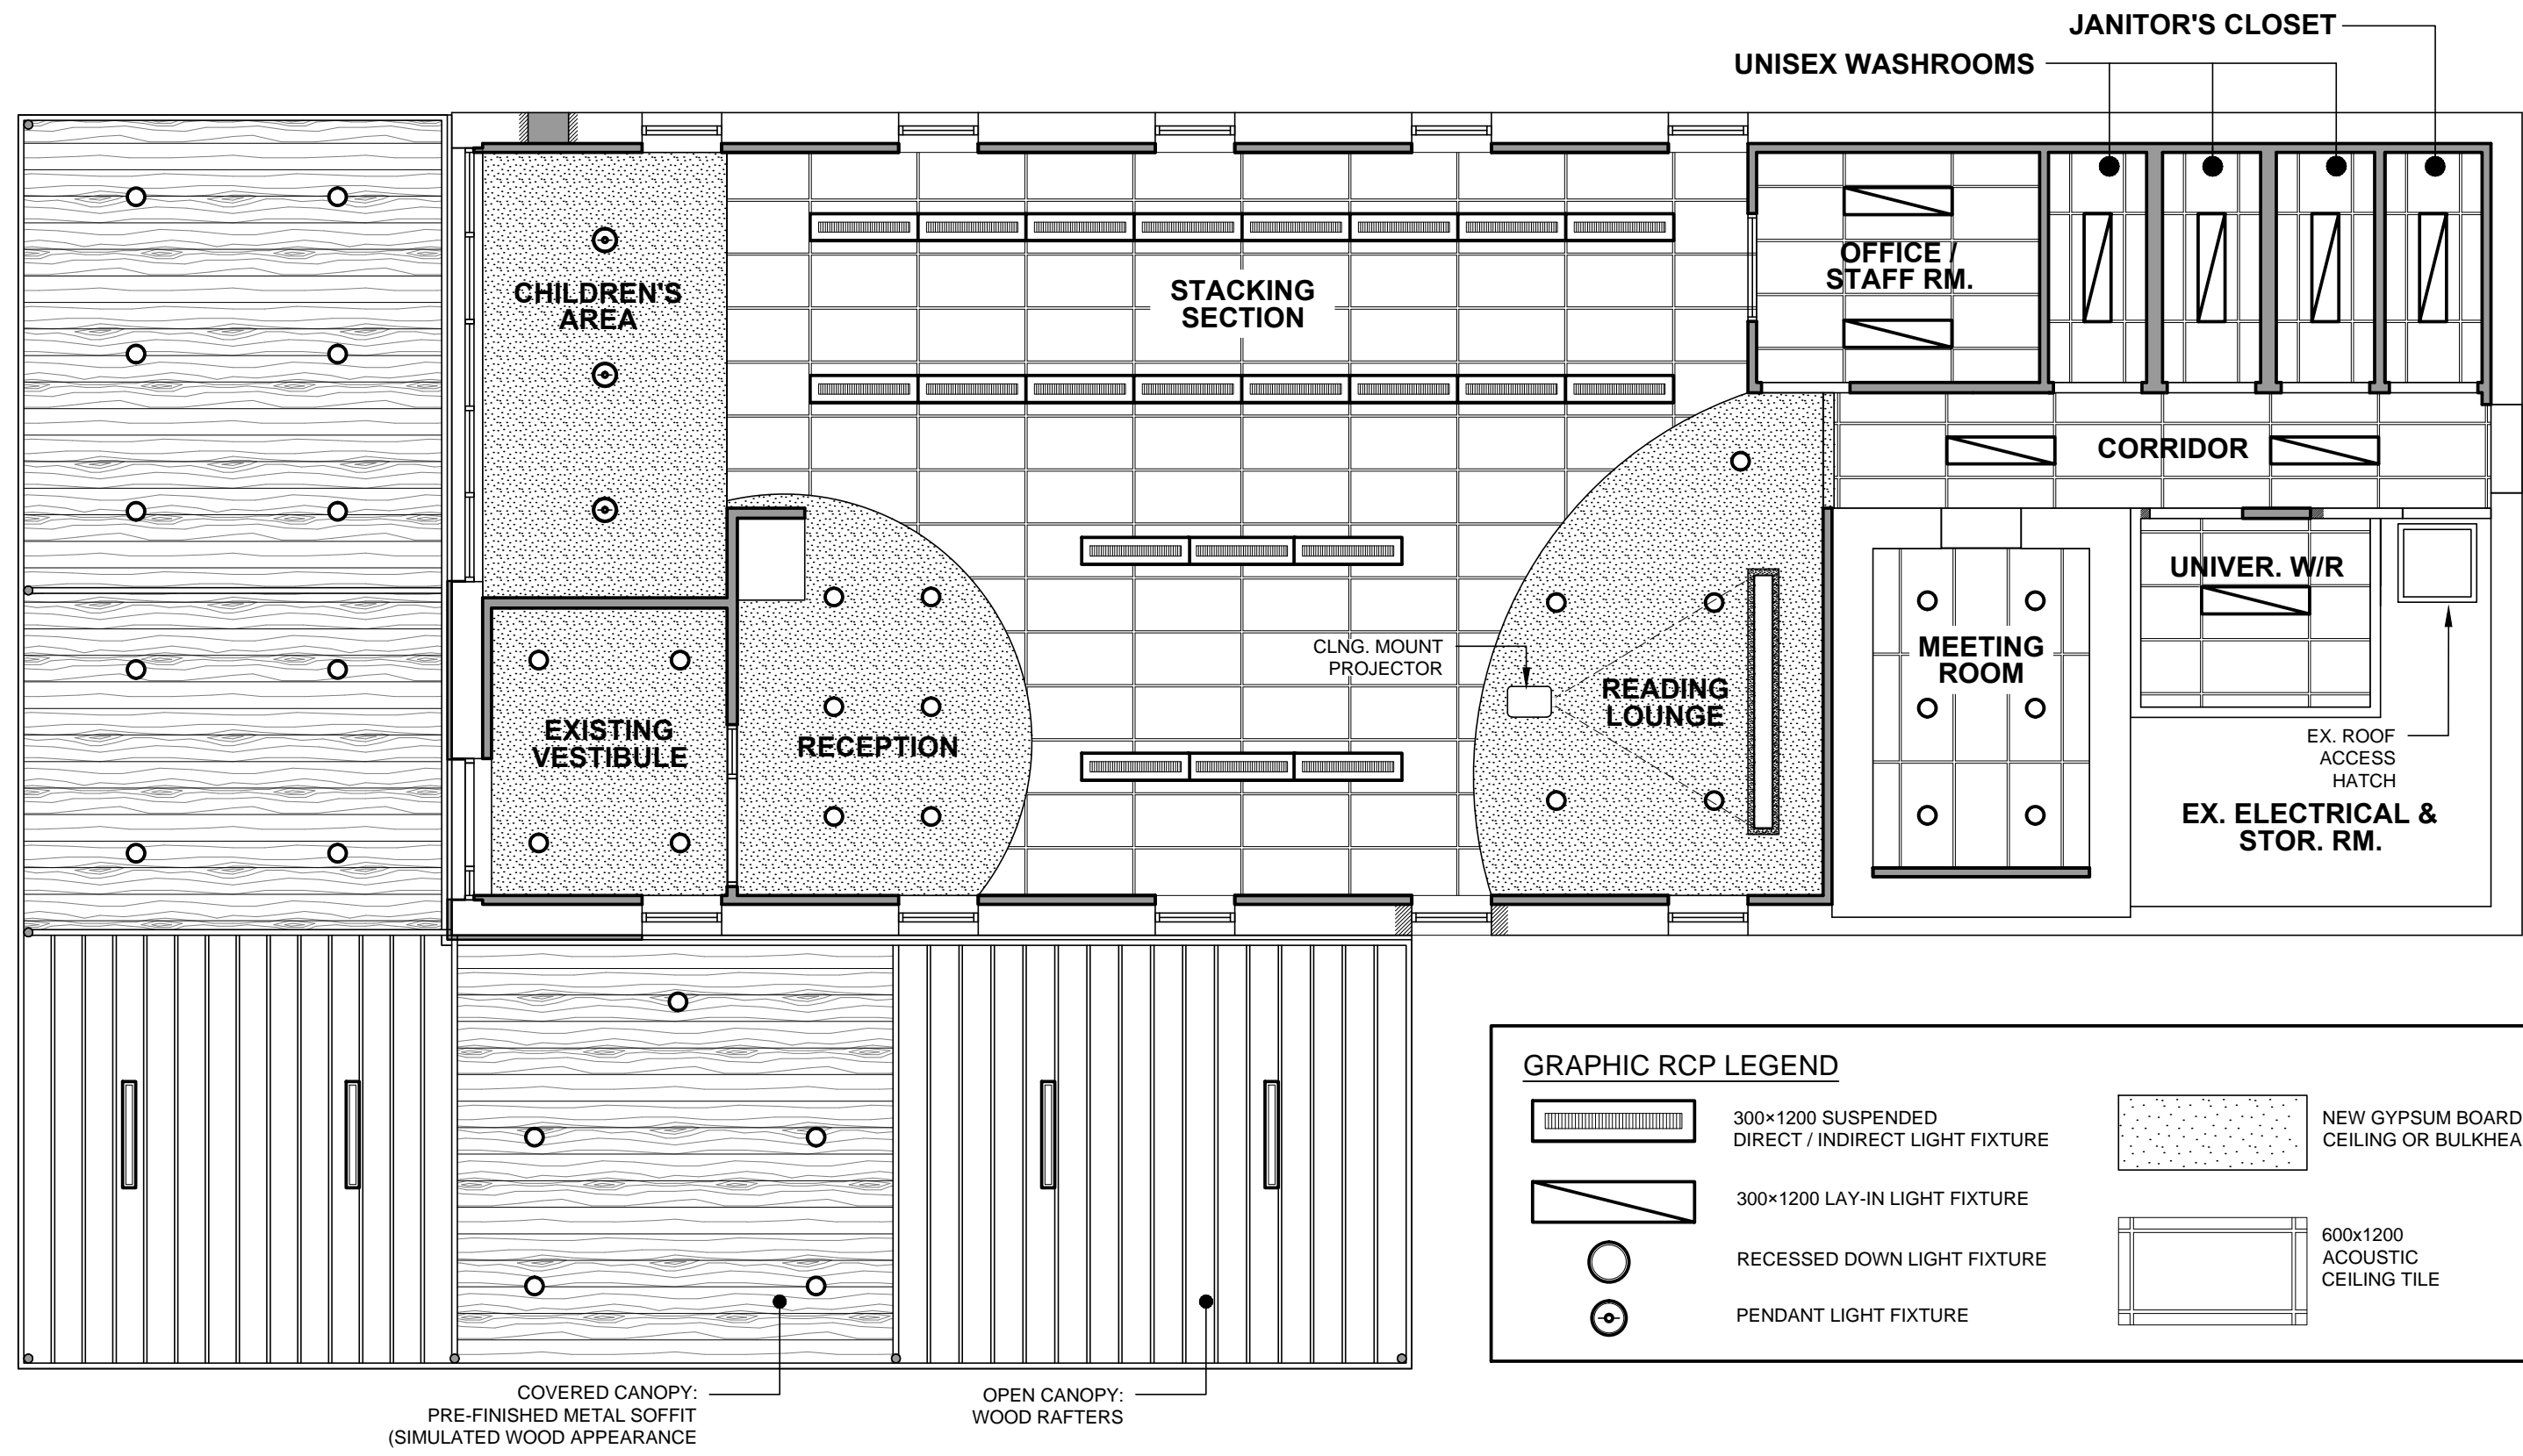 JANITOR'S CLOSET
UNISEX WASHROOMS
OFFICE /
STAFF RM.
CHILDREN'S
AREA
STACKING
SECTION
CORRIDOR
UNIVER. W/R
CLNG. MOUNT
PROJECTOR
MEETING
ROOM
READING
LOUNGE
EXISTING
VESTIBULE
RECEPTION
EX. ROOF
ACCESS
HATCH
EX. ELECTRICAL &
STOR. RM.
GRAPHIC RCP LEGEND
300×1200 SUSPENDED
DIRECT / INDIRECT LIGHT FIXTURE
300×1200 LAY-IN LIGHT FIXTURE
RECESSED DOWN LIGHT FIXTURE
PENDANT LIGHT FIXTURE
NEW GYPSUM BOARD
CEILING OR BULKHEA
600x1200
ACOUSTIC
CEILING TILE
COVERED CANOPY:
PRE-FINISHED METAL SOFFIT
(SIMULATED WOOD APPEARANCE
OPEN CANOPY:
WOOD RAFTERS